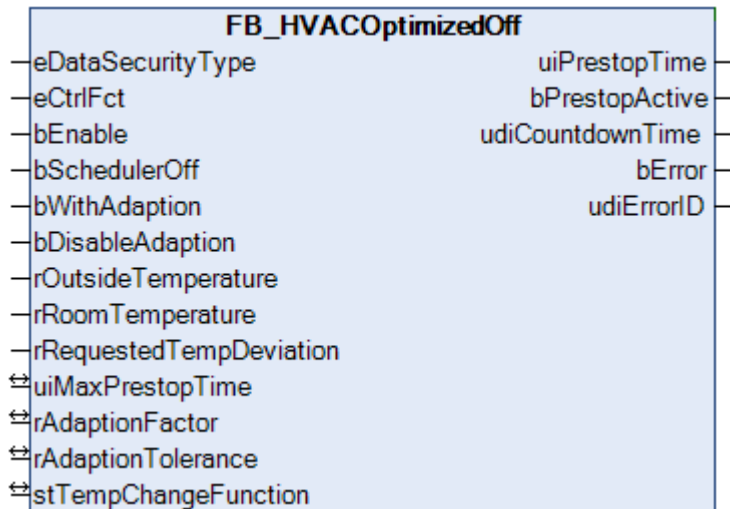 FB_HVACOptimizedOff
eDataSecurityType uiPrestopTime
eCtrlFct bPrestopActive
bEnable udiCountdownTime
bSchedulerOff bError
bWithAdaption udiErrorID
bDisableAdaption
rOutsideTemperature
rRoomTemperature
rRequestedTempDeviation
uiMaxPrestopTime
rAdaptionFactor
rAdaptionTolerance
stTempChangeFunction